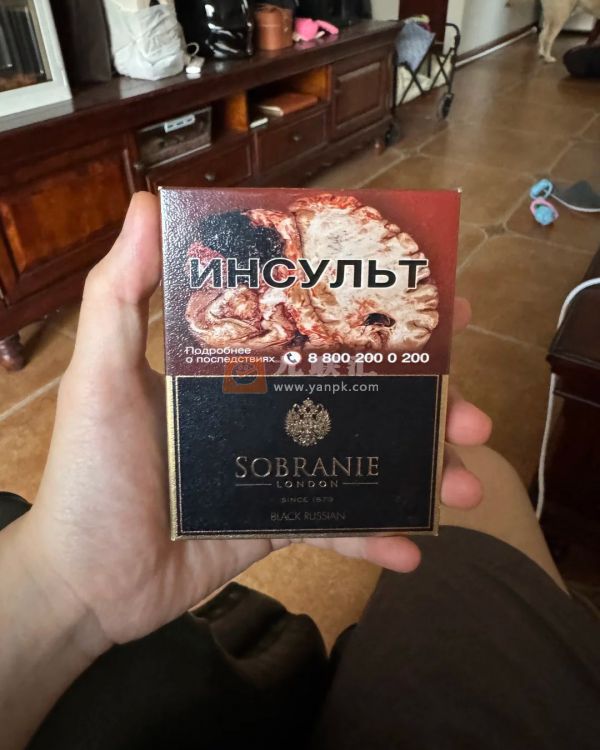 ИНСУЛЬТ
Подробнее
о последствиях 8 800 200 0 200
www.yanpk.com
SOBRANIE
LONDON
SINCE 1879
BLACK RUSSIAN